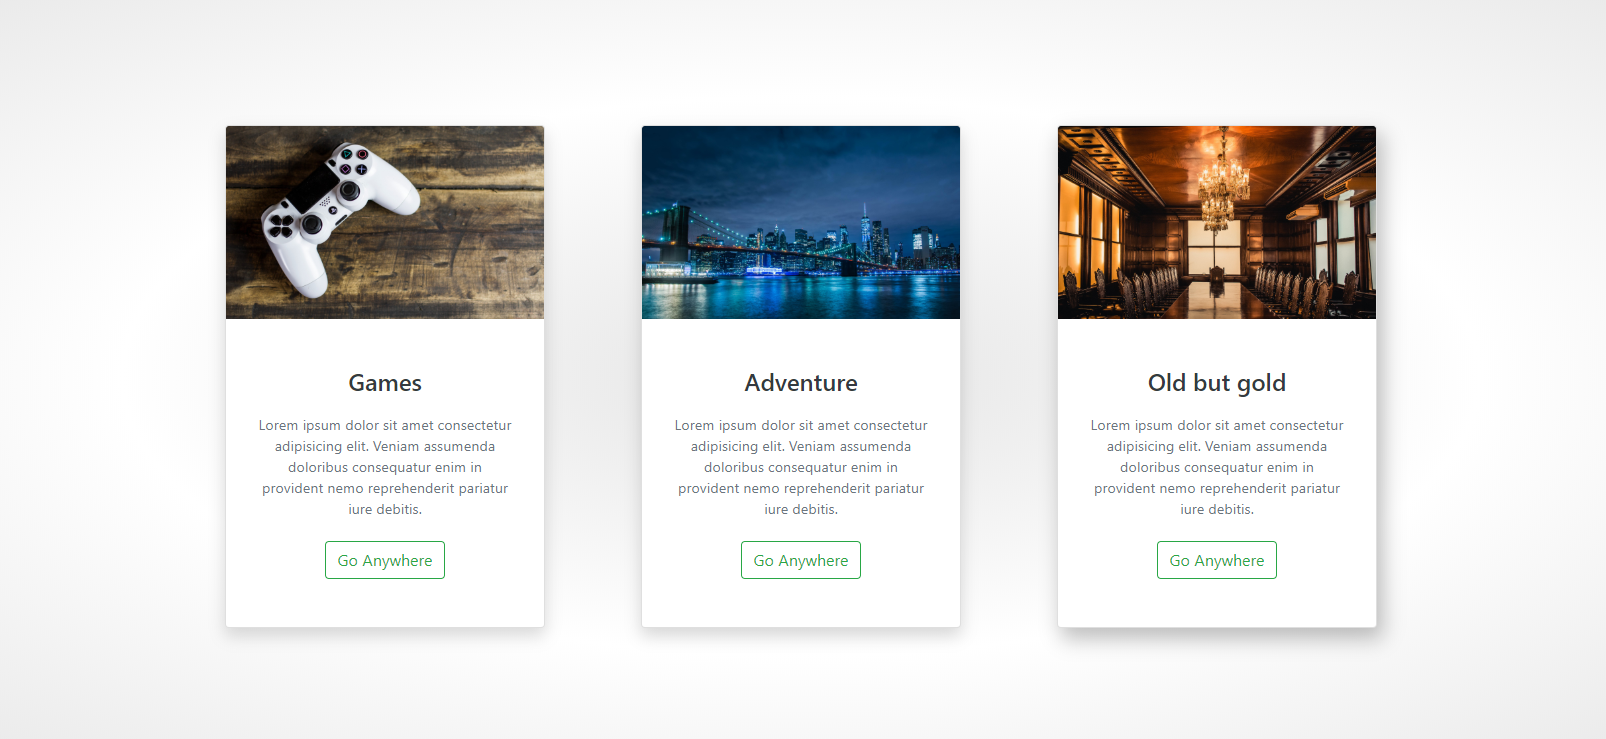 Games
Lorem ipsum dolor sit amet consectetur
adipisicing elit. Veniam assumenda
doloribus consequatur enim in
provident nemo reprehenderit pariatur
iure debitis.
Go Anywhere
Adventure
Lorem ipsum dolor sit amet consectetur
adipisicing elit. Veniam assumenda
doloribus consequatur enim in
provident nemo reprehenderit pariatur
iure debitis.
Go Anywhere
Old but gold
Lorem ipsum dolor sit amet consectetur
adipisicing elit. Veniam assumenda
doloribus consequatur enim in
provident nemo reprehenderit pariatur
iure debitis.
Go Anywhere